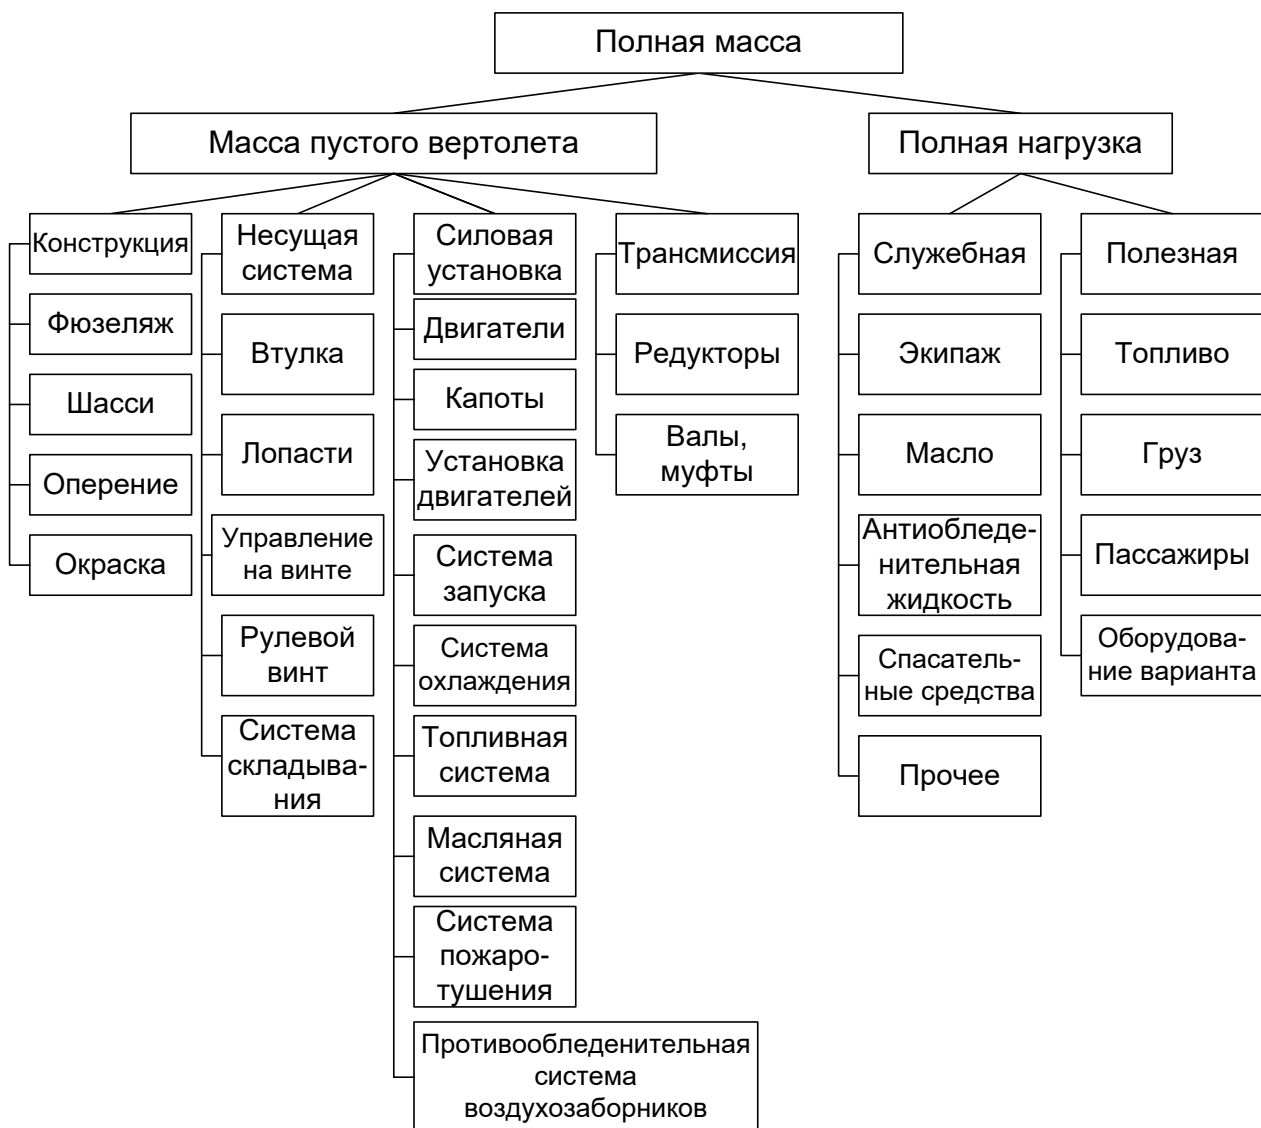 Полная масса
Масса пустого вертолета
Полная нагрузка
Конструкция
Фюзеляж
Шасси
Оперение
Окраска
Несущая
система
Втулка
Лопасти
Управление
на винте
Рулевой
винт
Система
складыва-
ния
Силовая
установка
Двигатели
Капоты
Установка
двигателей
Система
запуска
Система
охлаждения
Топливная
система
Масляная
система
Система
пожаро-
тушения
Противообледенительная
система
воздухозаборников
Трансмиссия
Редукторы
Валы,
муфты
Служебная
Экипаж
Масло
Антиобледе-
нительная
жидкость
Спасатель-
ные средства
Прочее
Полезная
Топливо
Груз
Пассажиры
Оборудова-
ние варианта